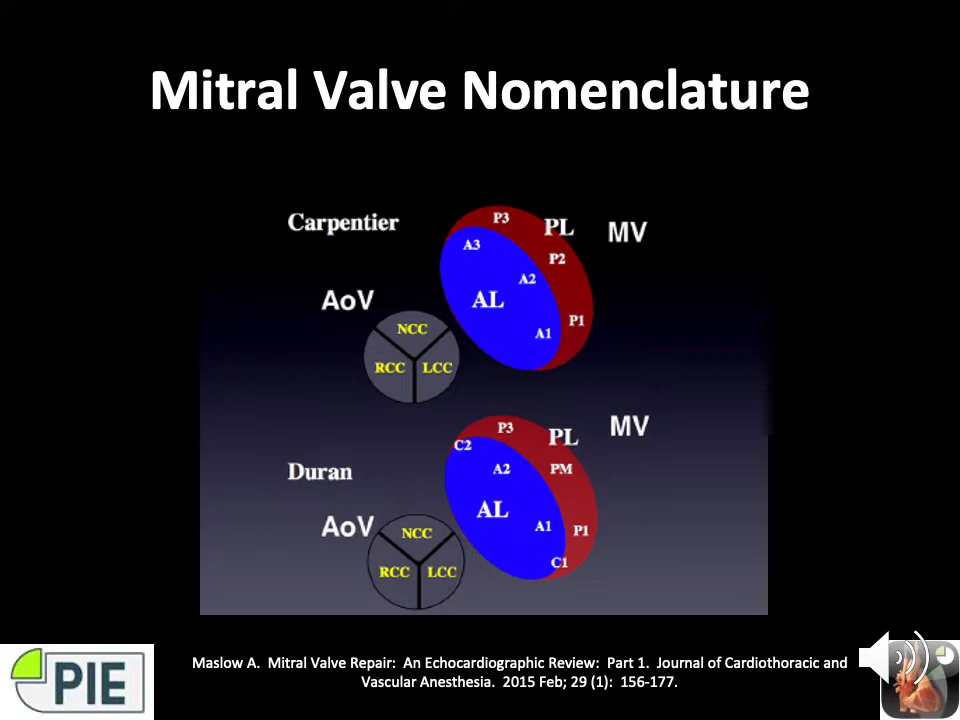 Mitral Valve Nomenclature
Carpentier
P3
PL
MV
A3
P2
A2
AL
AoV
P1
NCC
A1
RCC
LCC
P3
PL
MV
C2
Duran
A2
PM
AL
AoV
A1
P1
NCC
C1
RCC
LCC
Maslow A. Mitral Valve Repair: An Echocardiographic Review: Part 1. Journal of Cardiothoracic and
Vascular Anesthesia. 2015 Feb; 29 (1): 156-177.
PIE